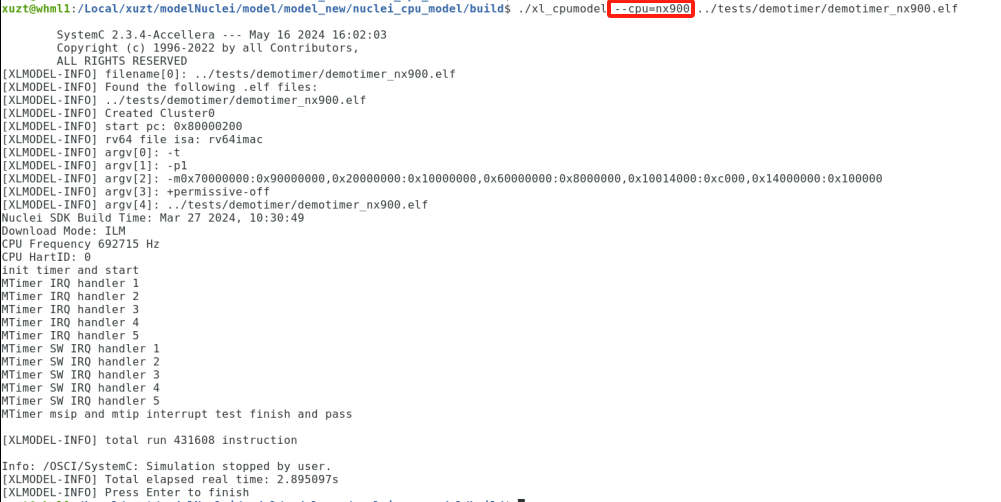 xuzt@whml1:/Local/xuzt/modelNuclei/model/model_new/nuclei_cpu_model/build$ ./xl_cpumodel --cpu=nx900 ../tests/demotimer/demotimer_nx900.elf
SystemC 2.3.4-Accellera --- May 16 2024 16:02:03
Copyright (c) 1996-2022 by all Contributors,
ALL RIGHTS RESERVED
[XLMODEL-INFO] filename[0]: ../tests/demotimer/demotimer_nx900.elf
[XLMODEL-INFO] Found the following .elf files:
[XLMODEL-INFO] ../tests/demotimer/demotimer_nx900.elf
[XLMODEL-INFO] Created Cluster0
[XLMODEL-INFO] start pc: 0x80000200
[XLMODEL-INFO] rv64 file isa: rv64imac
[XLMODEL-INFO] argv[0]: -t
[XLMODEL-INFO] argv[1]: -p1
[XLMODEL-INFO] argv[2]: -m0x70000000:0x90000000,0x20000000:0x10000000,0x60000000:0x8000000,0x10014000:0xc000,0x14000000:0x100000
[XLMODEL-INFO] argv[3]: +permissive-off
[XLMODEL-INFO] argv[4]: ../tests/demotimer/demotimer_nx900.elf
Nuclei SDK Build Time: Mar 27 2024, 10:30:49
Download Mode: ILM
CPU Frequency 692715 Hz
CPU HartID: 0
init timer and start
MTimer IRQ handler 1
MTimer IRQ handler 2
MTimer IRQ handler 3
MTimer IRQ handler 4
MTimer IRQ handler 5
MTimer SW IRQ handler 1
MTimer SW IRQ handler 2
MTimer SW IRQ handler 3
MTimer SW IRQ handler 4
MTimer SW IRQ handler 5
MTimer msip and mtip interrupt test finish and pass
[XLMODEL-INFO] total run 431608 instruction
Info: /OSCI/SystemC: Simulation stopped by user.
[XLMODEL-INFO] Total elapsed real time: 2.895097s
[XLMODEL-INFO] Press Enter to finish